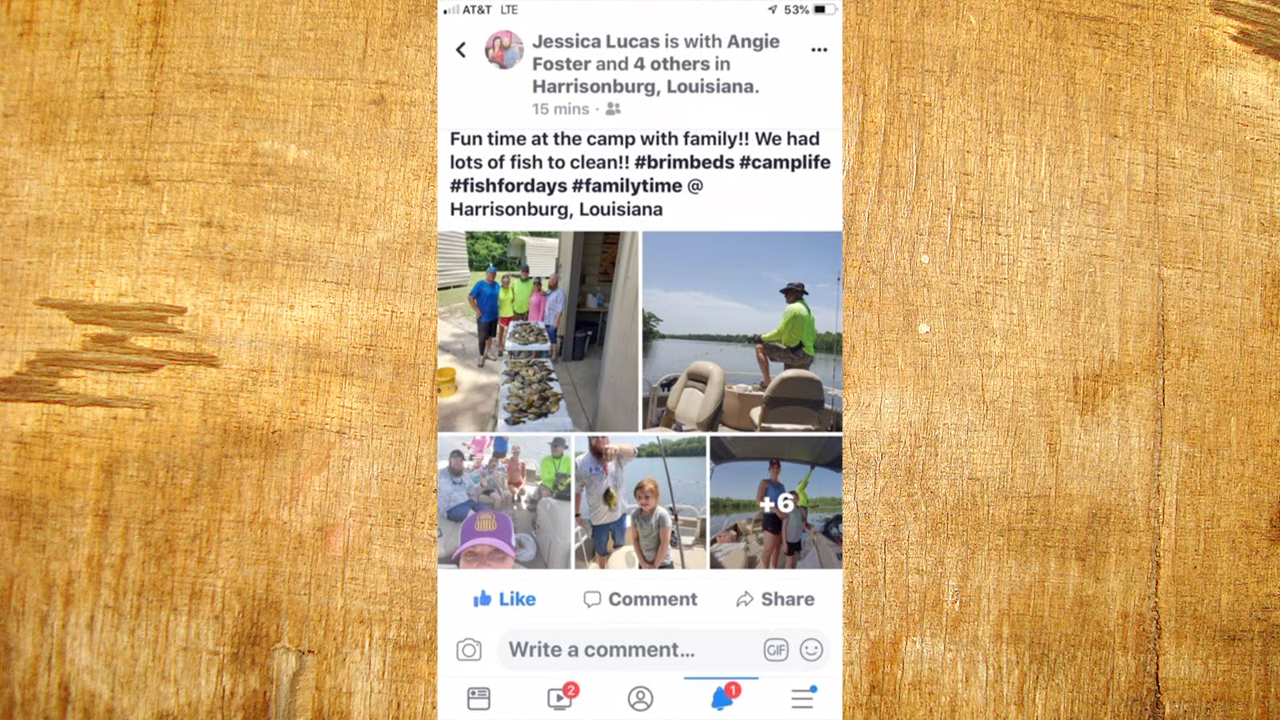 AT&T LTE 53%
Jessica Lucas is with Angie
Foster and 4 others in
Harrisonburg, Louisiana.
15 mins ·
Fun time at the camp with family!! We had
lots of fish to clean!! #brimbeds #camplife
#fishfordays #familytime @
Harrisonburg, Louisiana
+6
Like Comment Share
Write a comment... GIF
2 1